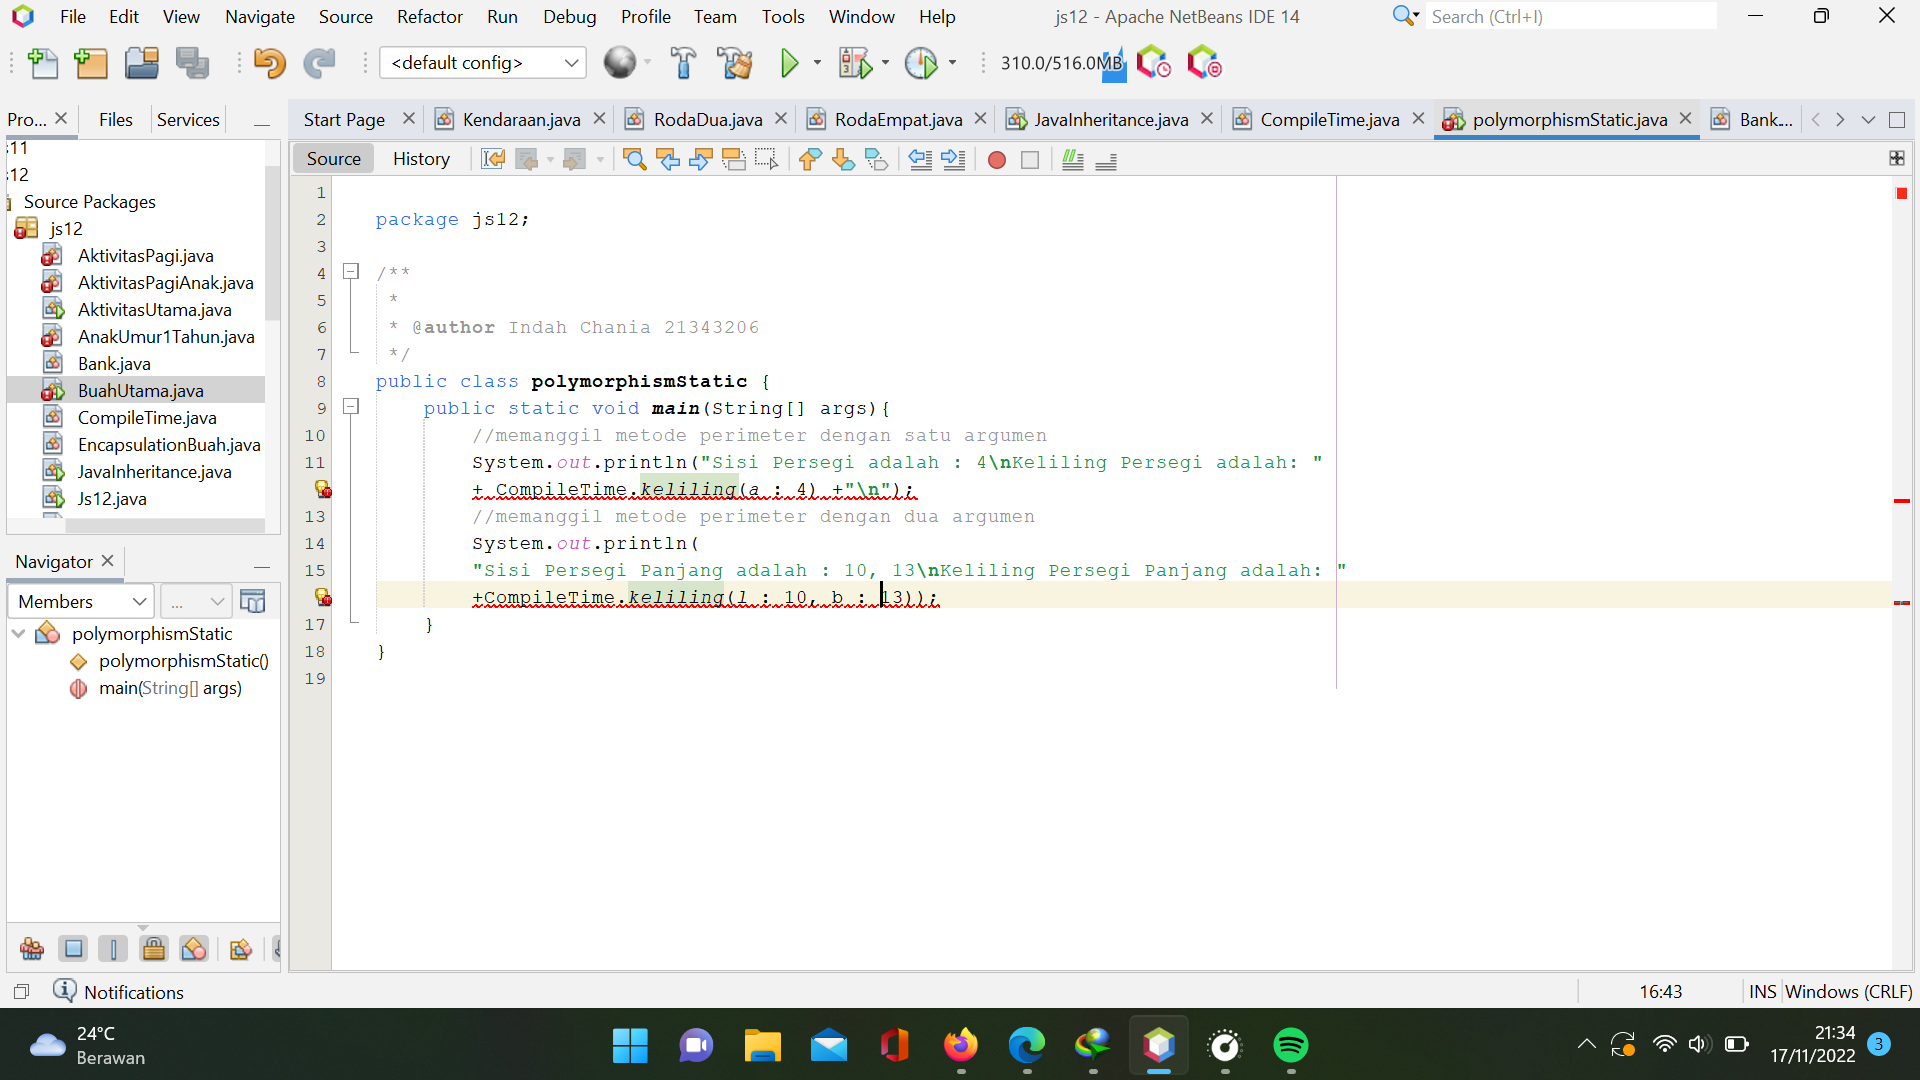 File Edit View Navigate Source Refactor Run Debug Profile Team Tools Window Help js12 - Apache NetBeans IDE 14 Search (Ctrl+I)
<default config> 310.0/516.0MB
Pro... Files Services
Start Page Kendaraan.java RodaDua.java RodaEmpat.java JavaInheritance.java CompileTime.java polymorphismStatic.java Bank....
Source History
:11
:12
Source Packages
js12
AktivitasPagi.java
AktivitasPagiAnak.java
AktivitasUtama.java
AnakUmur1Tahun.java
Bank.java
BuahUtama.java
CompileTime.java
EncapsulationBuah.java
JavaInheritance.java
Js12.java
Navigator
Members ...
polymorphismStatic
polymorphismStatic()
main(String[] args)
1
2 package js12;
3
4 /**
5 *
6 * @author Indah Chania 21343206
7 */
8 public class polymorphismStatic {
9 public static void main(String[] args){
10 //memanggil metode perimeter dengan satu argumen
11 System.out.println("Sisi Persegi adalah : 4\nKeliling Persegi adalah: "
+ CompileTime.keliling(a : 4) +"\n");
13 //memanggil metode perimeter dengan dua argumen
14 System.out.println(
15 "Sisi Persegi Panjang adalah : 10, 13\nKeliling Persegi Panjang adalah: "
+CompileTime.keliling(l : 10, b : 13));
17 }
18 }
19
Notifications 16:43 INS Windows (CRLF)
24°C
Berawan
21:34
17/11/2022
3